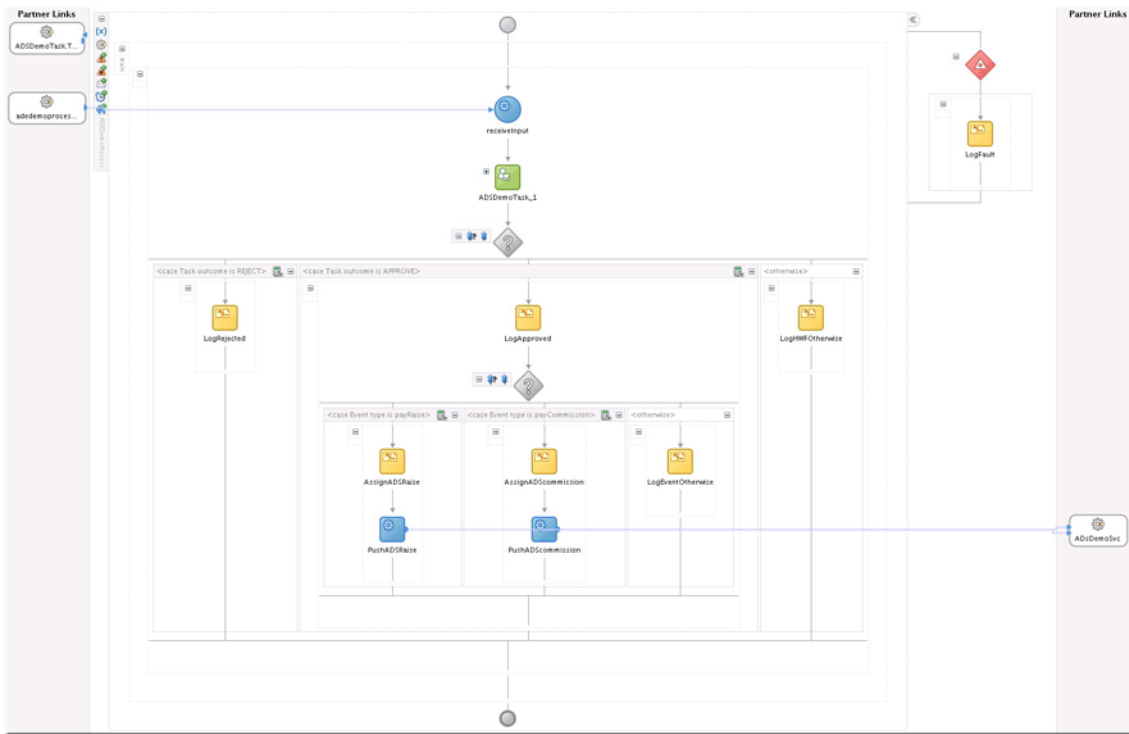 Partner Links
Partner Links
ADSDemoTask.T...
adedemoproces...
receiveInput
LogFault
ADSDemoTask_1
<case Task outcome is REJECT>
<case Task outcome is APPROVE>
<otherwise>
LogRejected
LogApproved
LogHWFOtherwise
<case Event type is payRaise>
<case Event type is payCommission>
<otherwise>
AssignADSRaise
AssignADScommission
LogEventOtherwise
PushADSRaise
PushADScommission
ADsDemoSvc